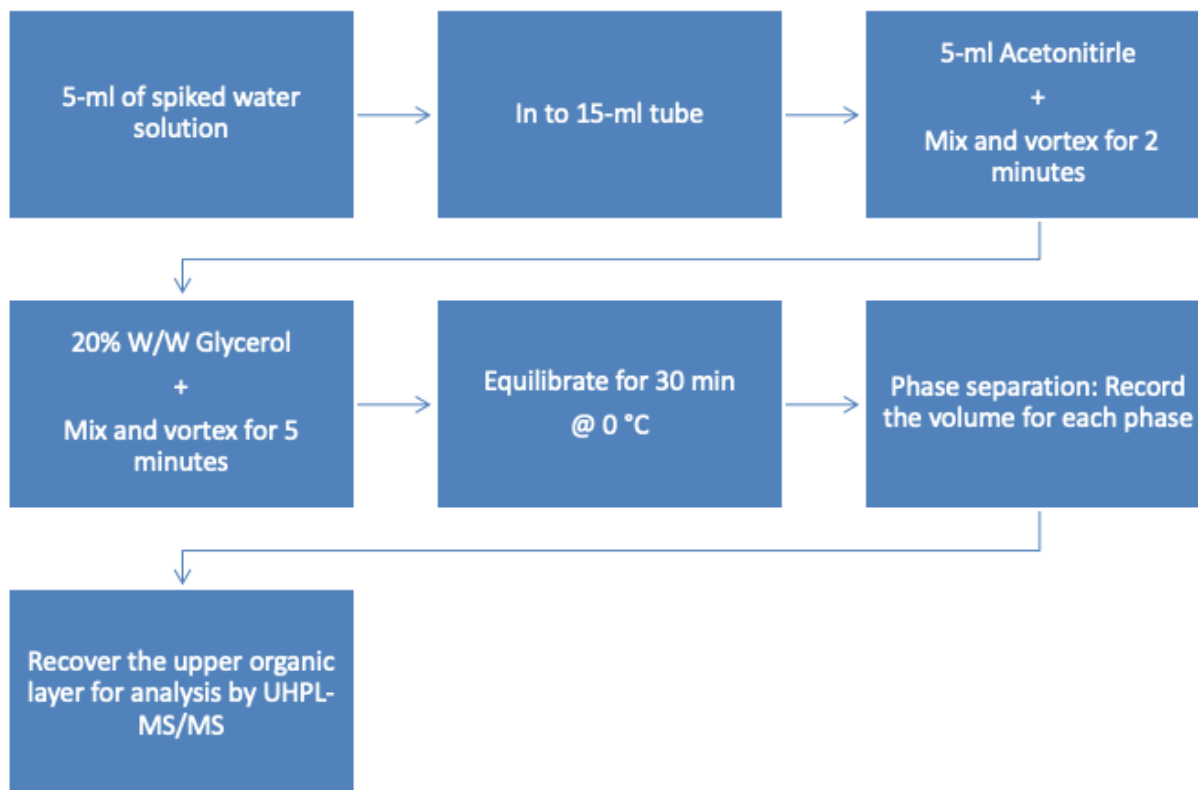 5-ml of spiked water
solution
In to 15-ml tube
5-ml Acetonitirle
+
Mix and vortex for 2
minutes
20% W/W Glycerol
+
Mix and vortex for 5
minutes
Equilibrate for 30 min
@ 0 °C
Phase separation: Record
the volume for each phase
Recover the upper organic
layer for analysis by UHPL-
MS/MS